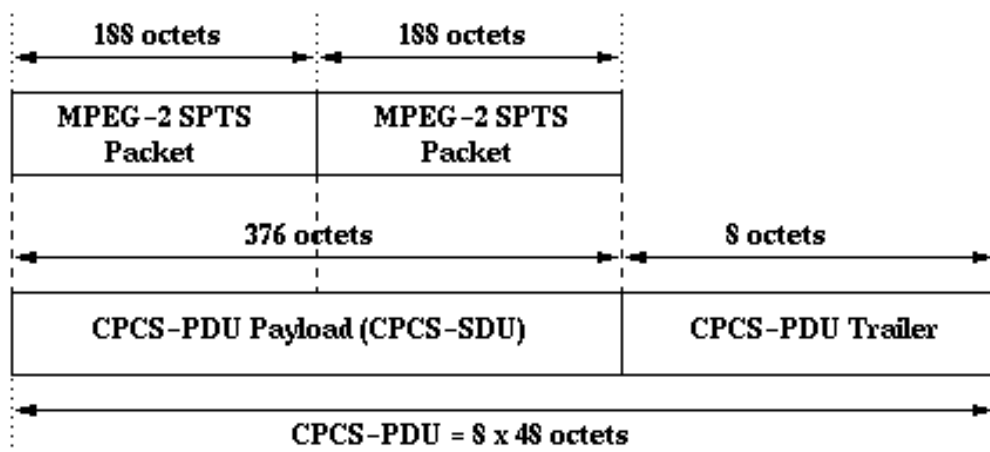 188 octets
188 octets
MPEG-2 SPTS
Packet
MPEG-2 SPTS
Packet
376 octets
8 octets
CPCS-PDU Payload (CPCS-SDU)
CPCS-PDU Trailer
CPCS-PDU = 8 x 48 octets